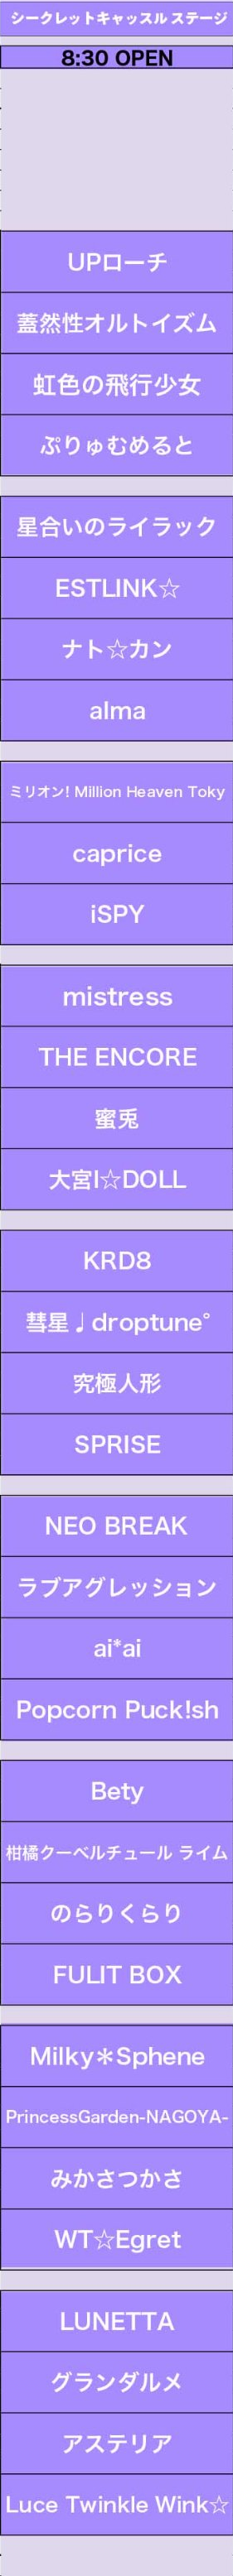 シークレットキャッスル ステージ
8:30 OPEN
UPローチ
蓋然性オルトイズム
虹色の飛行少女
ぷりゅむめると
星合いのライラック
ESTLINK☆
ナト☆カン
alma
ミリオン! Million Heaven Toky
caprice
iSPY
mistress
THE ENCORE
蜜兎
大宮I☆DOLL
KRD8
彗星♩droptune°
究極人形
SPRISE
NEO BREAK
ラブアグレッション
ai*ai
Popcorn Puck!sh
Bety
柑橘クーベルチュール ライム
のらりくらり
FULIT BOX
Milky＊Sphene
PrincessGarden-NAGOYA-
みかさつかさ
WT☆Egret
LUNETTA
グランダルメ
アステリア
Luce Twinkle Wink☆